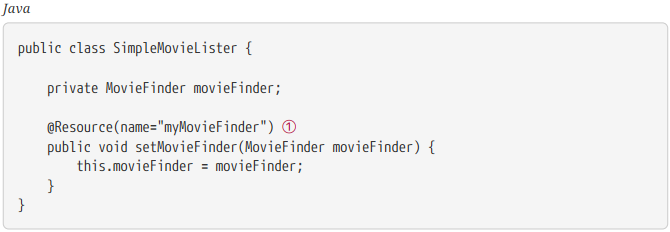 Java
public class SimpleMovieLister {
    private MovieFinder movieFinder;
    @Resource(name="myMovieFinder") ①
    public void setMovieFinder(MovieFinder movieFinder) {
        this.movieFinder = movieFinder;
    }
}